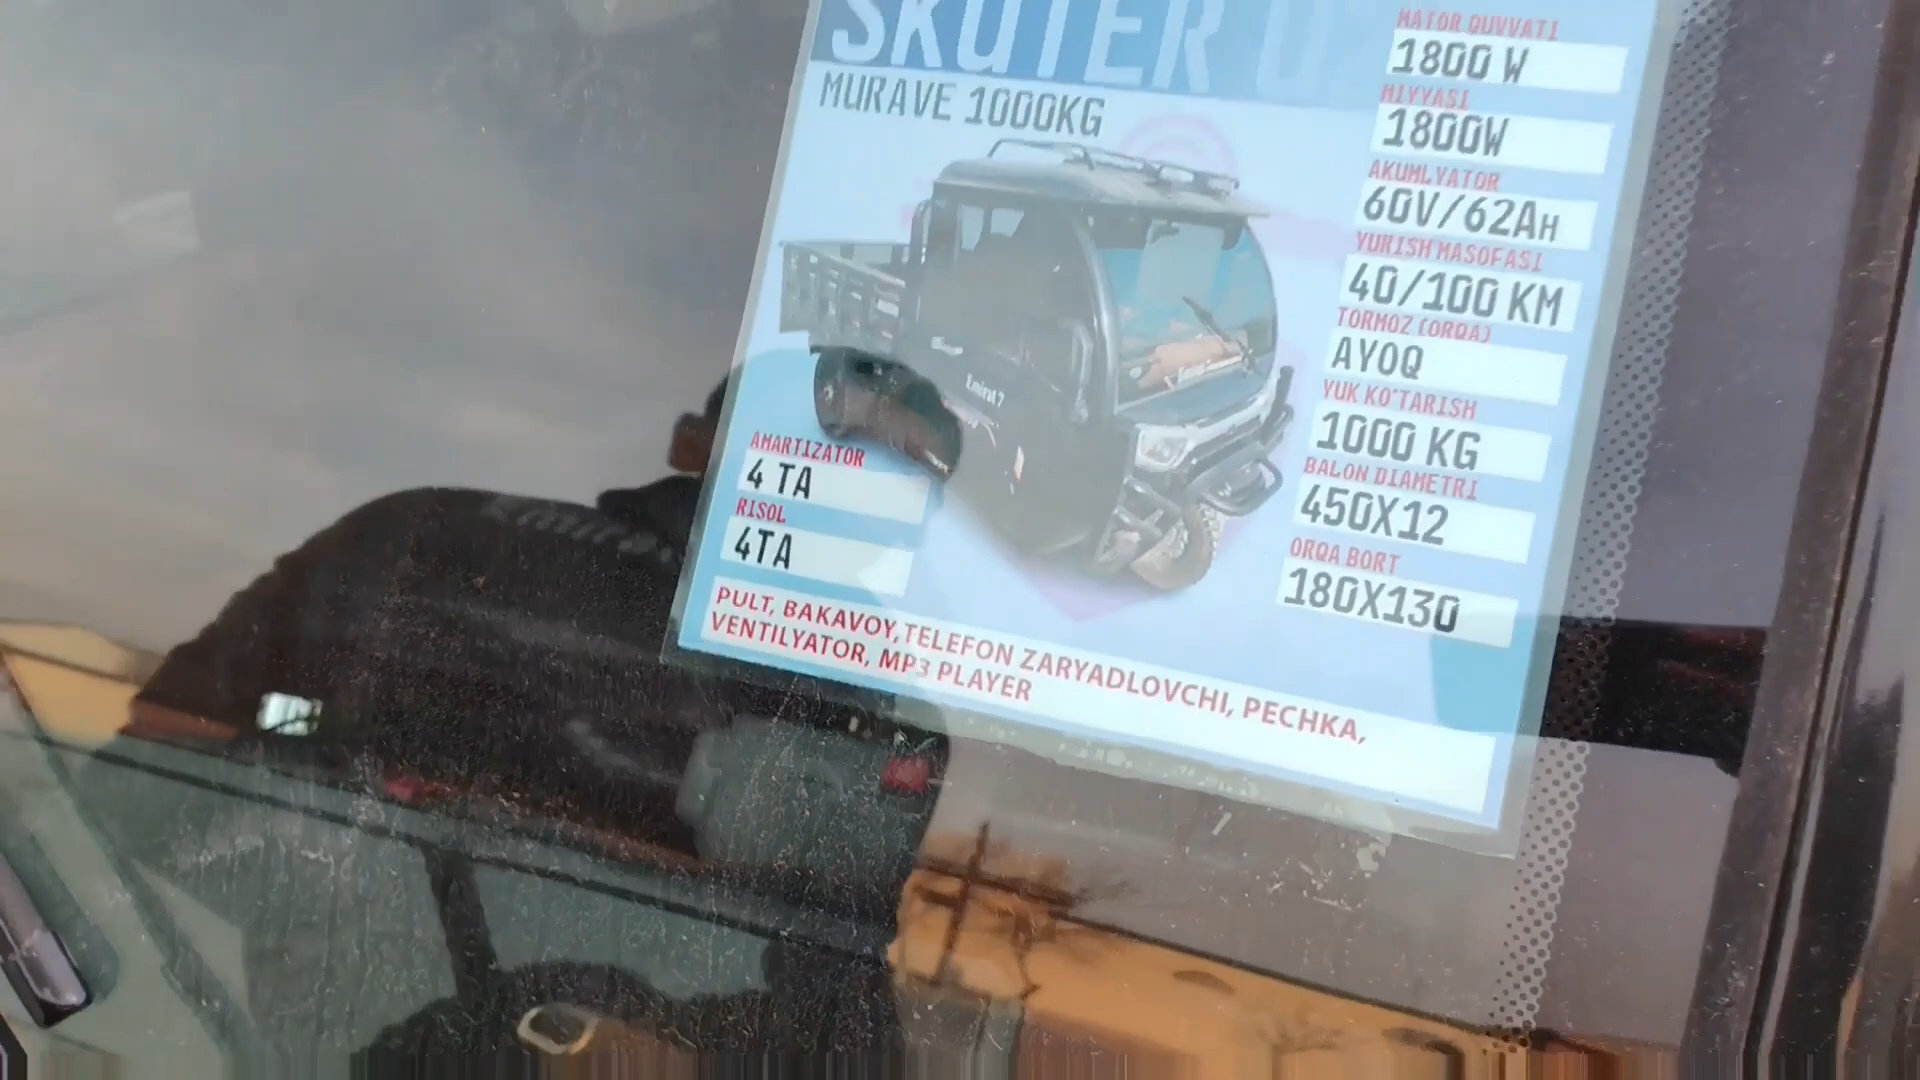 SKUTER
MURAVE 1000KG
MATOR QUVVATI
1800 W
MIYYASI
1800W
AKUMLYATOR
60V/62AH
YURISH MASOFASI
40/100 KM
TORMOZ (ORQA)
AYOQ
YUK KO'TARISH
1000 KG
BALON DIAMETRI
450X12
ORQA BORT
180X130
AMARTIZATOR
4 TA
RISOL
4TA
PULT, BAKAVOY,TELEFON ZARYADLOVCHI, PECHKA,
VENTILYATOR, MP3 PLAYER